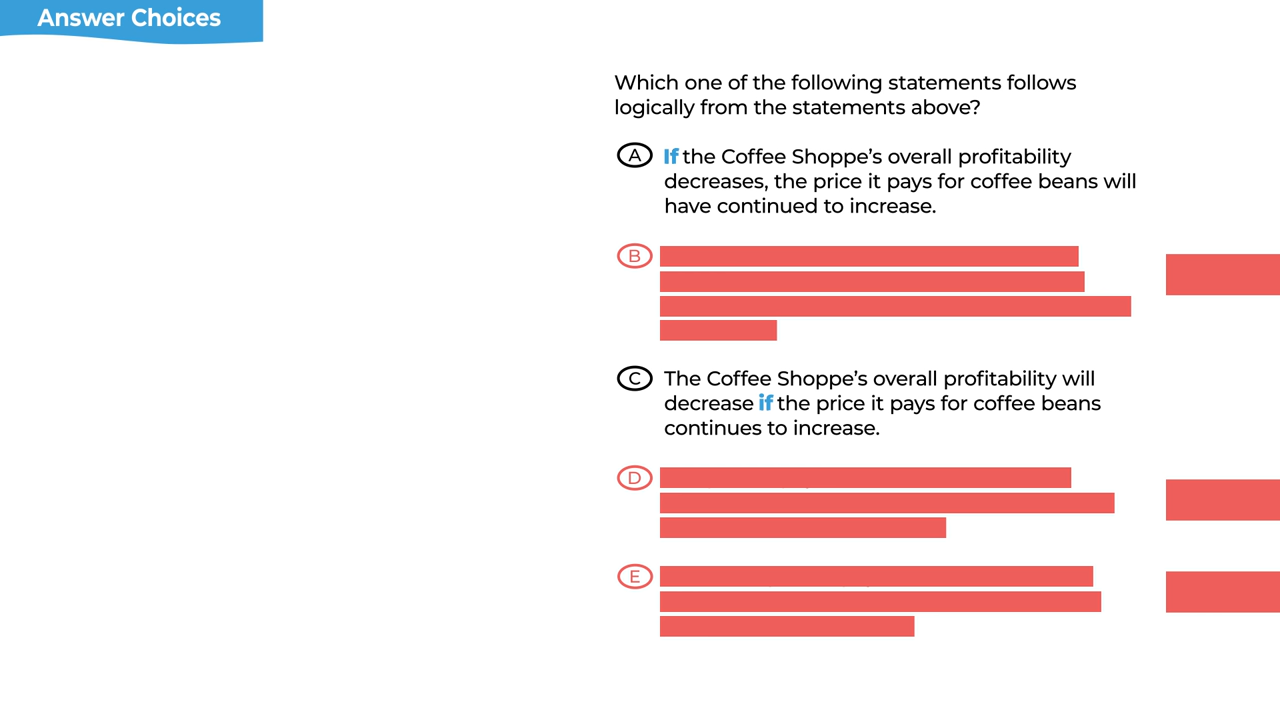 Answer Choices
Which one of the following statements follows
logically from the statements above?
A If the Coffee Shoppe's overall profitability
decreases, the price it pays for coffee beans will
have continued to increase.
B
C The Coffee Shoppe's overall profitability will
decrease if the price it pays for coffee beans
continues to increase.
D
E